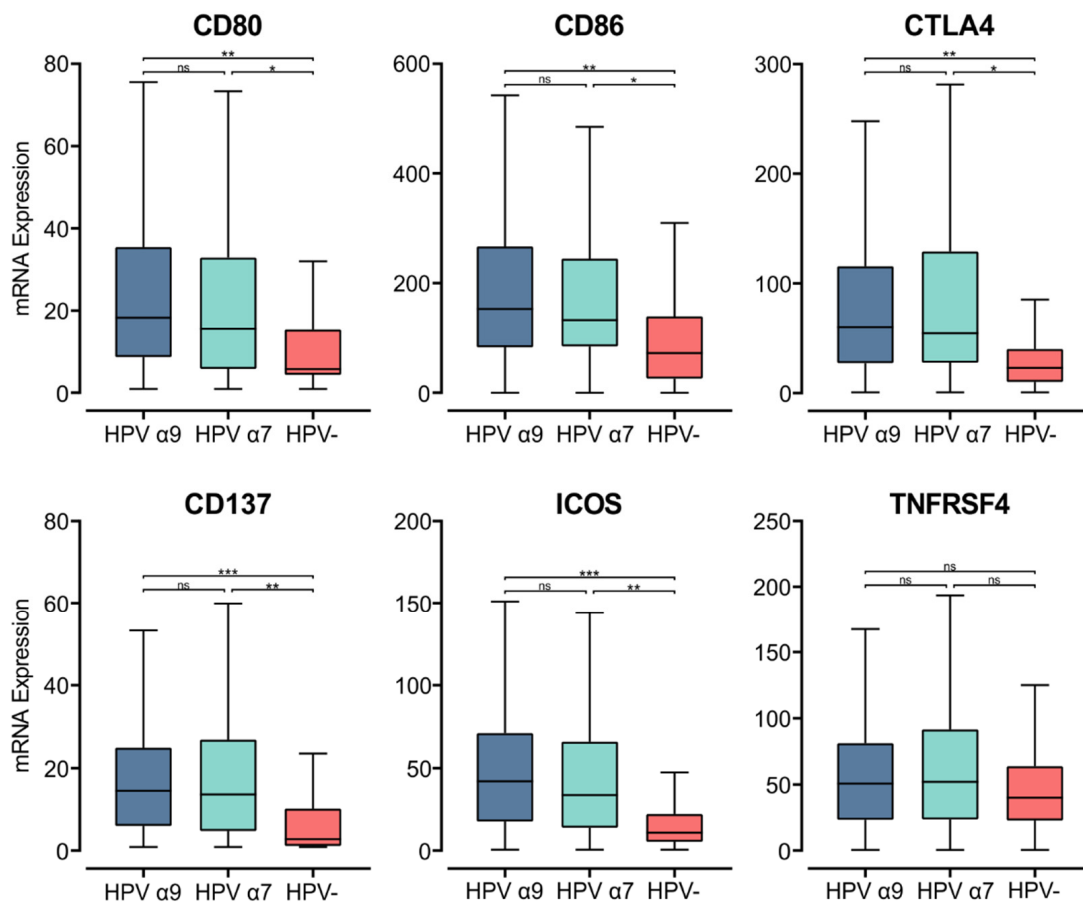 CD80 CD86 CTLA4
mRNA Expression
80
60
40
20
0
**
ns *
HPV α9 HPV α7 HPV-
600
400
200
0
**
ns *
HPV α9 HPV α7 HPV-
300
200
100
0
**
ns *
HPV α9 HPV α7 HPV-
CD137 ICOS TNFRSF4
mRNA Expression
80
60
40
20
0
***
ns **
HPV α9 HPV α7 HPV-
200
150
100
50
0
***
ns **
HPV α9 HPV α7 HPV-
250
200
150
100
50
0
ns
ns ns
HPV α9 HPV α7 HPV-